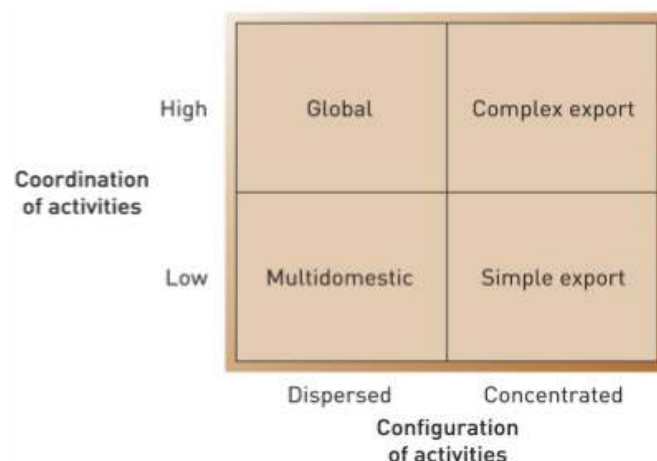 High
Global
Complex export
Coordination
of activities
Low
Multidomestic
Simple export
Dispersed
Concentrated
Configuration
of activities